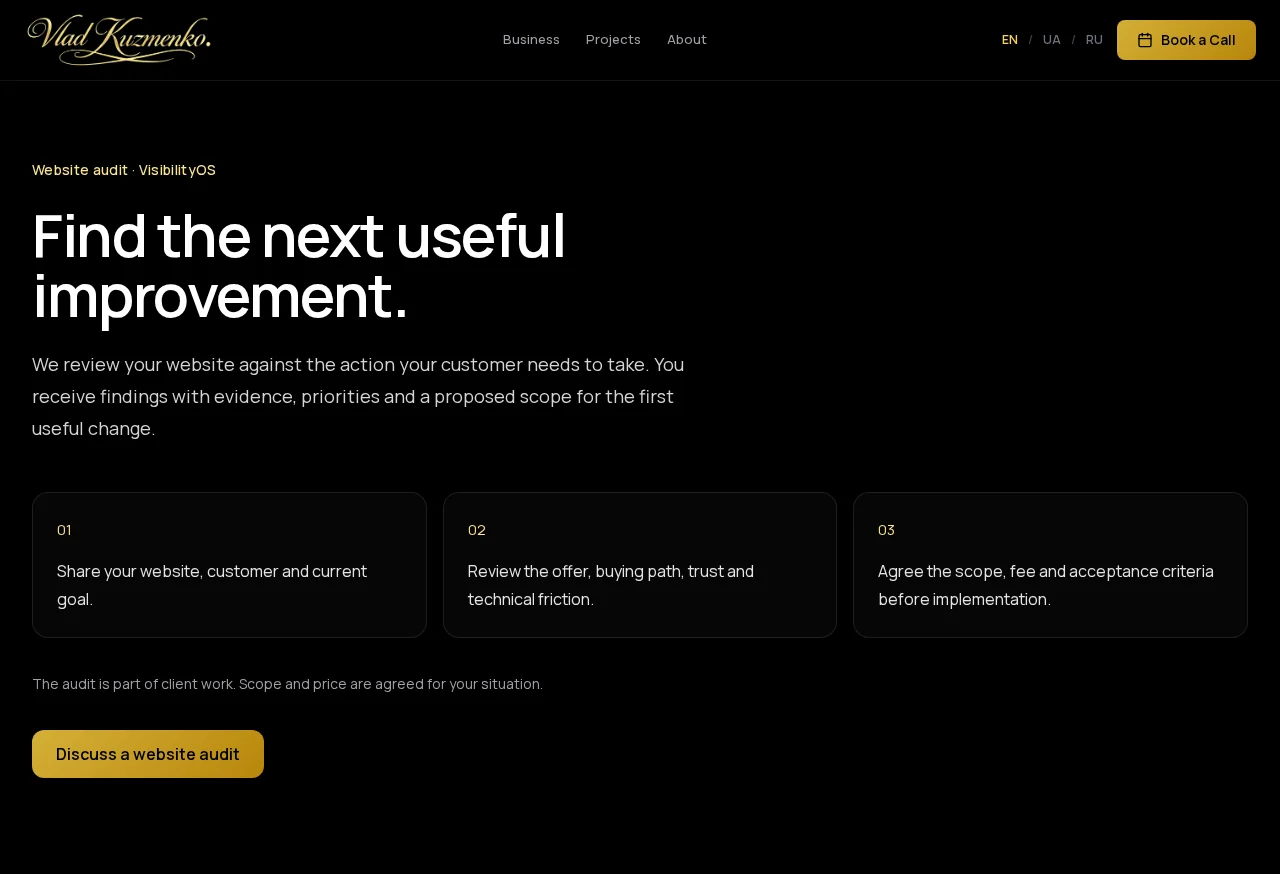 Vlad Kuzmenko.
Business
Projects
About
EN / UA / RU
Book a Call
Website audit · VisibilityOS
Find the next useful
improvement.
We review your website against the action your customer needs to take. You
receive findings with evidence, priorities and a proposed scope for the first
useful change.
01
Share your website, customer and current
goal.
02
Review the offer, buying path, trust and
technical friction.
03
Agree the scope, fee and acceptance criteria
before implementation.
The audit is part of client work. Scope and price are agreed for your situation.
Discuss a website audit